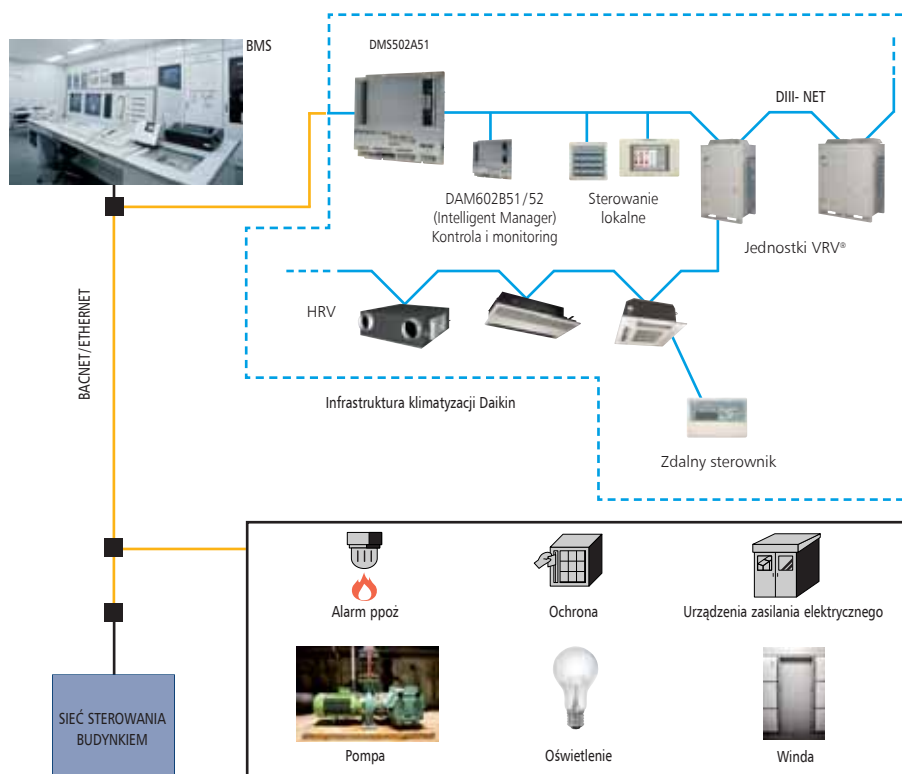 BMS
DMS502A51
DIII- NET
DAM602B51/52
(Intelligent Manager)
Kontrola i monitoring
Sterowanie
lokalne
Jednostki VRV®
HRV
BACNET/ETHERNET
Infrastruktura klimatyzacji Daikin
Zdalny sterownik
Alarm ppoż
Ochrona
Urządzenia zasilania elektrycznego
SIEĆ STEROWANIA
BUDYNKIEM
Pompa
Oświetlenie
Winda